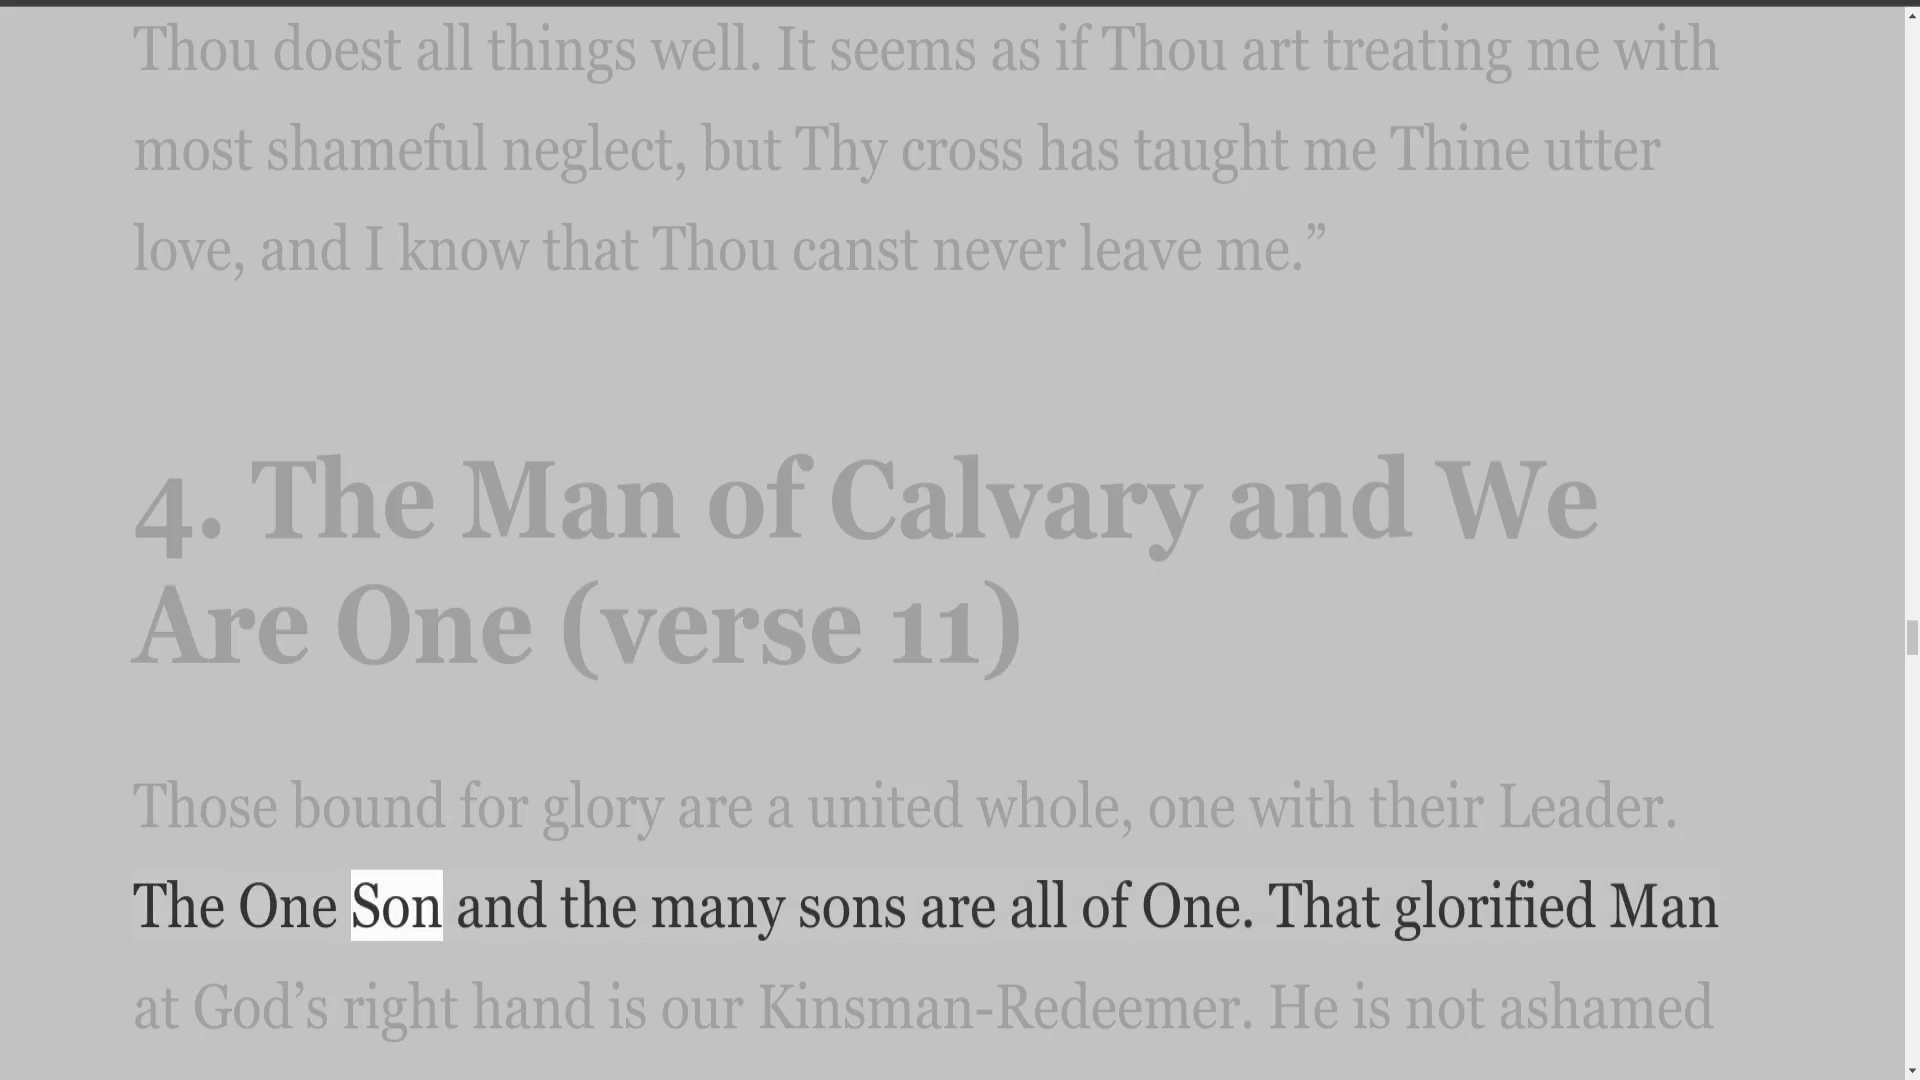 Thou doest all things well. It seems as if Thou art treating me with
most shameful neglect, but Thy cross has taught me Thine utter
love, and I know that Thou canst never leave me.”
4. The Man of Calvary and We
Are One (verse 11)
Those bound for glory are a united whole, one with their Leader.
The One Son and the many sons are all of One. That glorified Man
at God’s right hand is our Kinsman-Redeemer. He is not ashamed